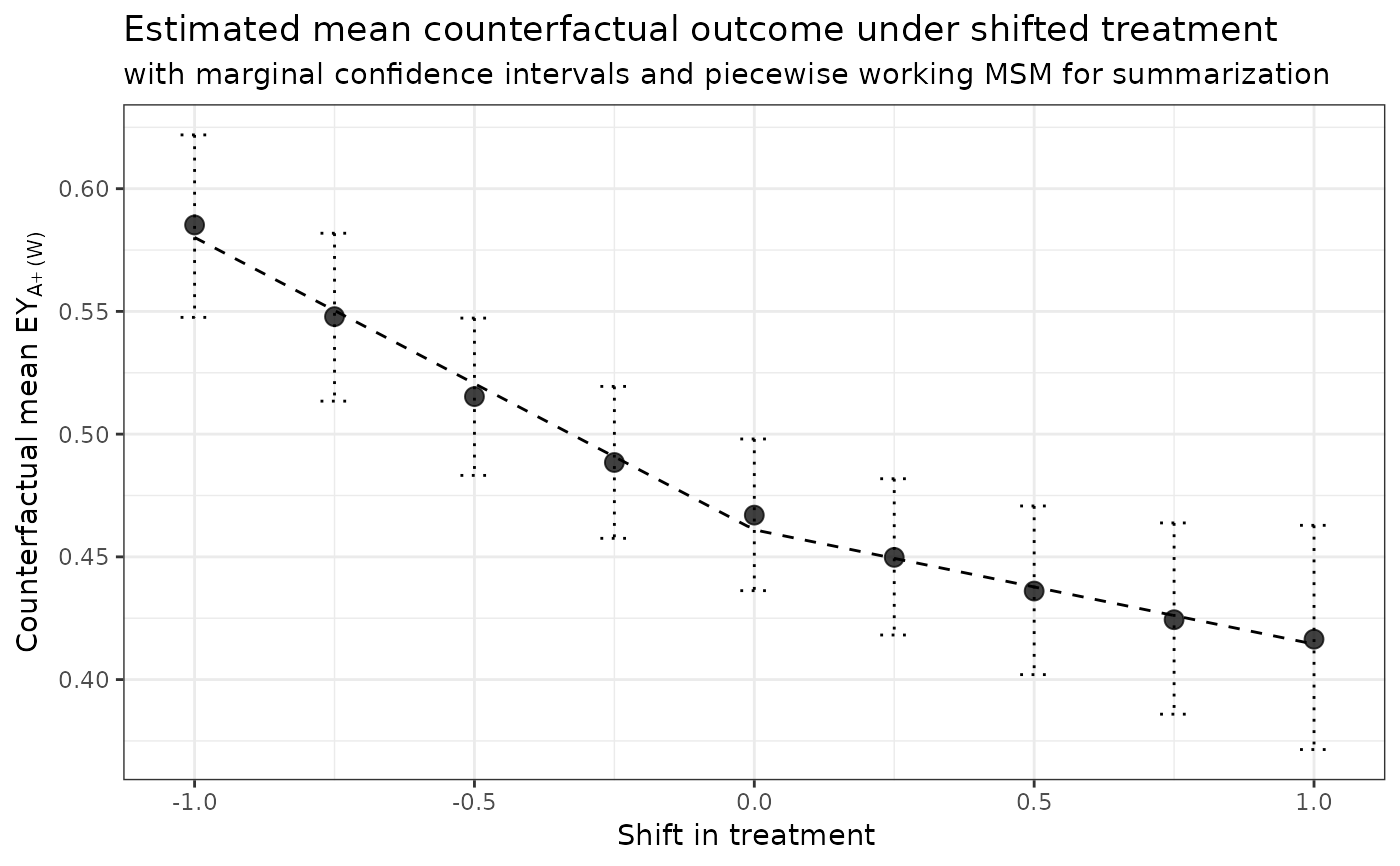 Estimated mean counterfactual outcome under shifted treatment
with marginal confidence intervals and piecewise working MSM for summarization
Counterfactual mean EY A+ (W)
0.60
0.55
0.50
0.45
0.40
-1.0
-0.5
0.0
0.5
1.0
Shift in treatment